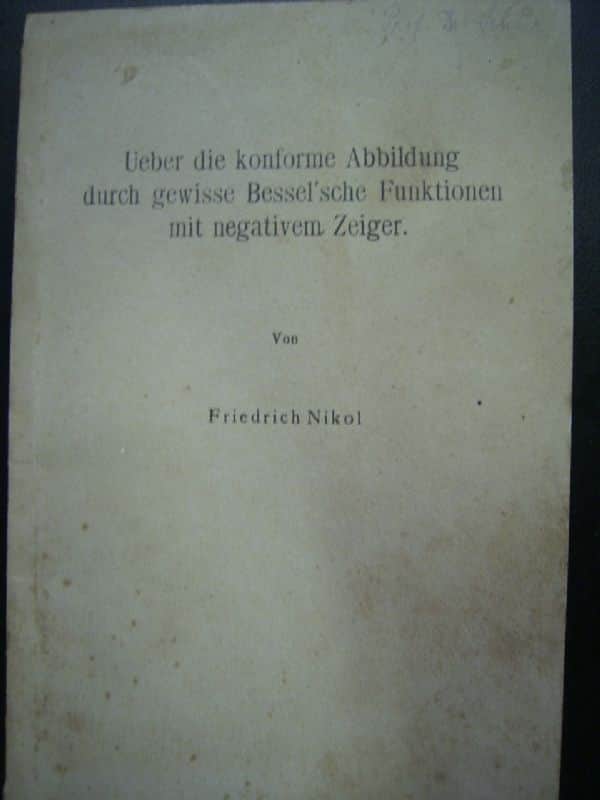 Ueber die konforme Abbildung
durch gewisse Bessel'sche Funktionen
mit negativem Zeiger.
Von
Friedrich Nikol